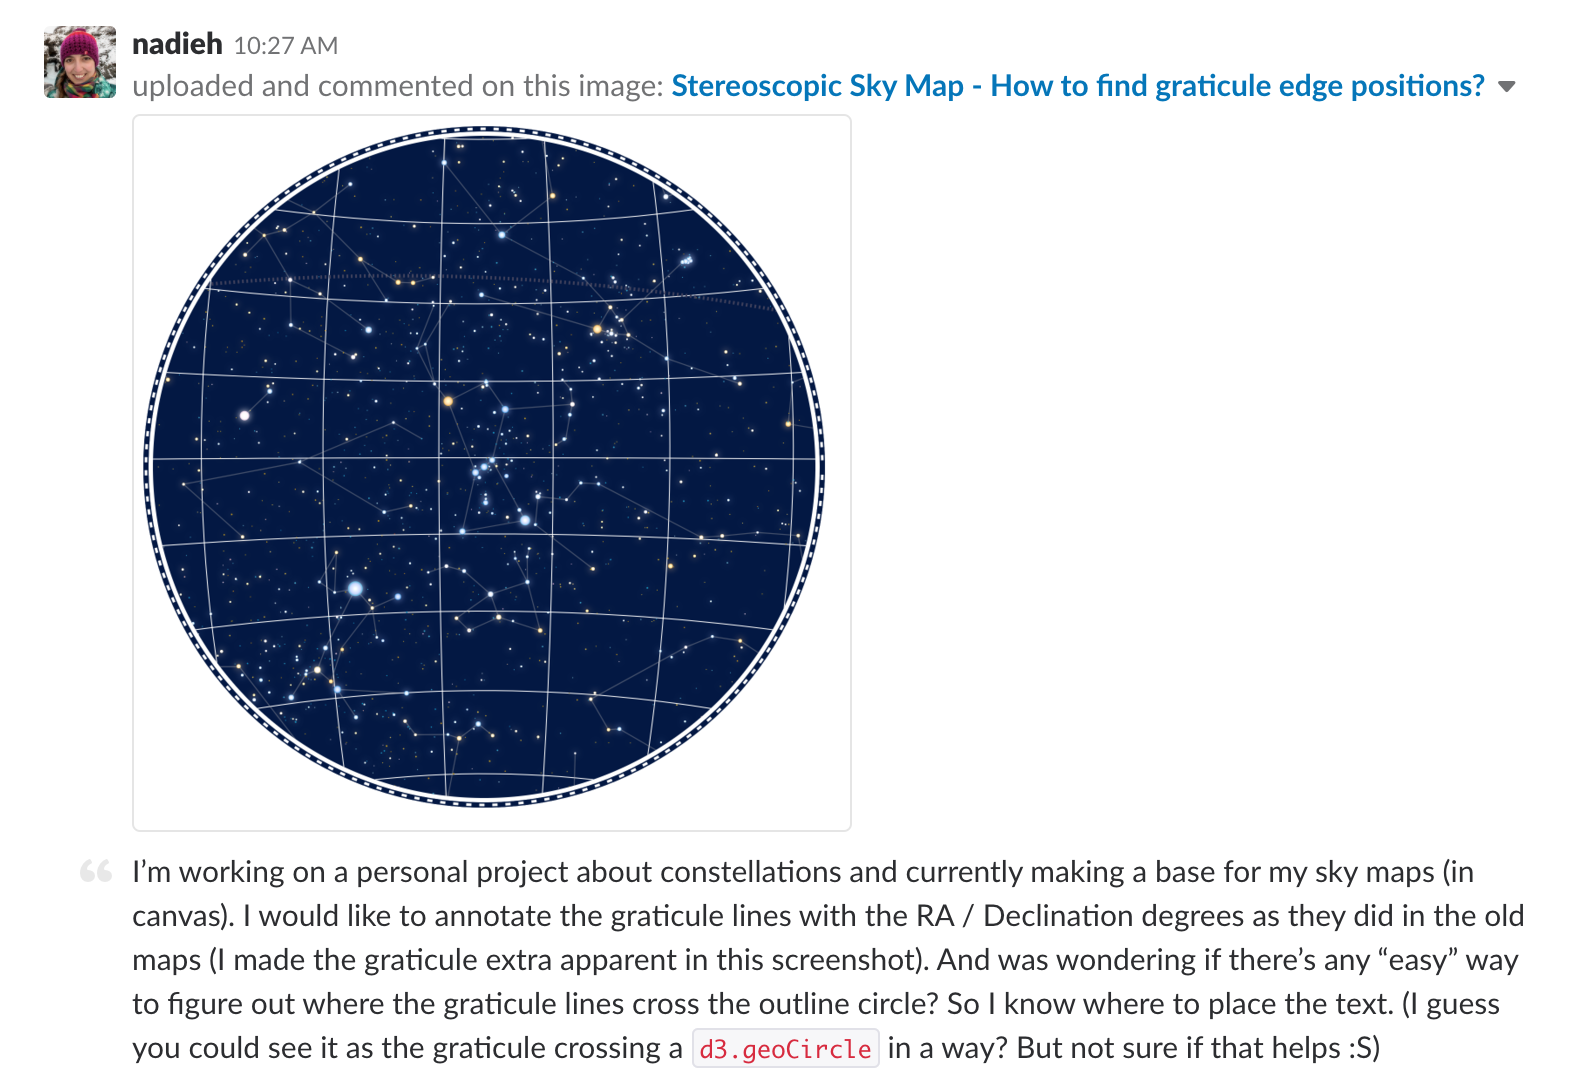 nadieh 10:27 AM
uploaded and commented on this image: Stereoscopic Sky Map - How to find graticule edge positions?
I’m working on a personal project about constellations and currently making a base for my sky maps (in
canvas). I would like to annotate the graticule lines with the RA / Declination degrees as they did in the old
maps (I made the graticule extra apparent in this screenshot). And was wondering if there’s any “easy” way
to figure out where the graticule lines cross the outline circle? So I know where to place the text. (I guess
you could see it as the graticule crossing a d3.geoCircle in a way? But not sure if that helps :S)